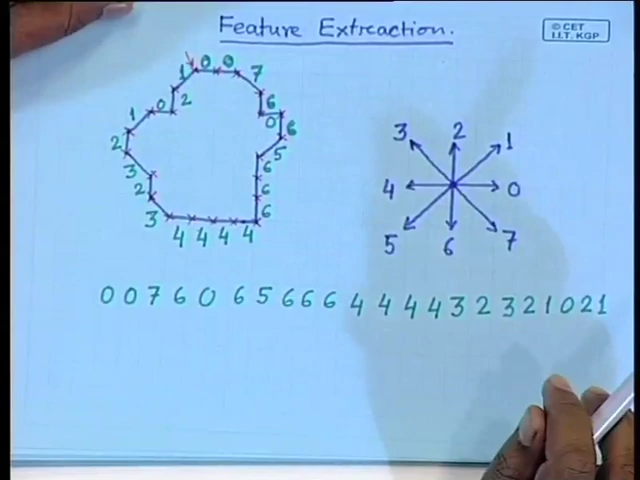 Feature Extraction.
© CET
I.I.T. KGP
1 0 0 7
1 0 2 6
0 6
2 5
3 6
2 6
3 6
4 4 4 4
3 2 1
4 0
5 6 7
0 0 7 6 0 6 5 6 6 6 4 4 4 4 3 2 3 2 1 0 2 1